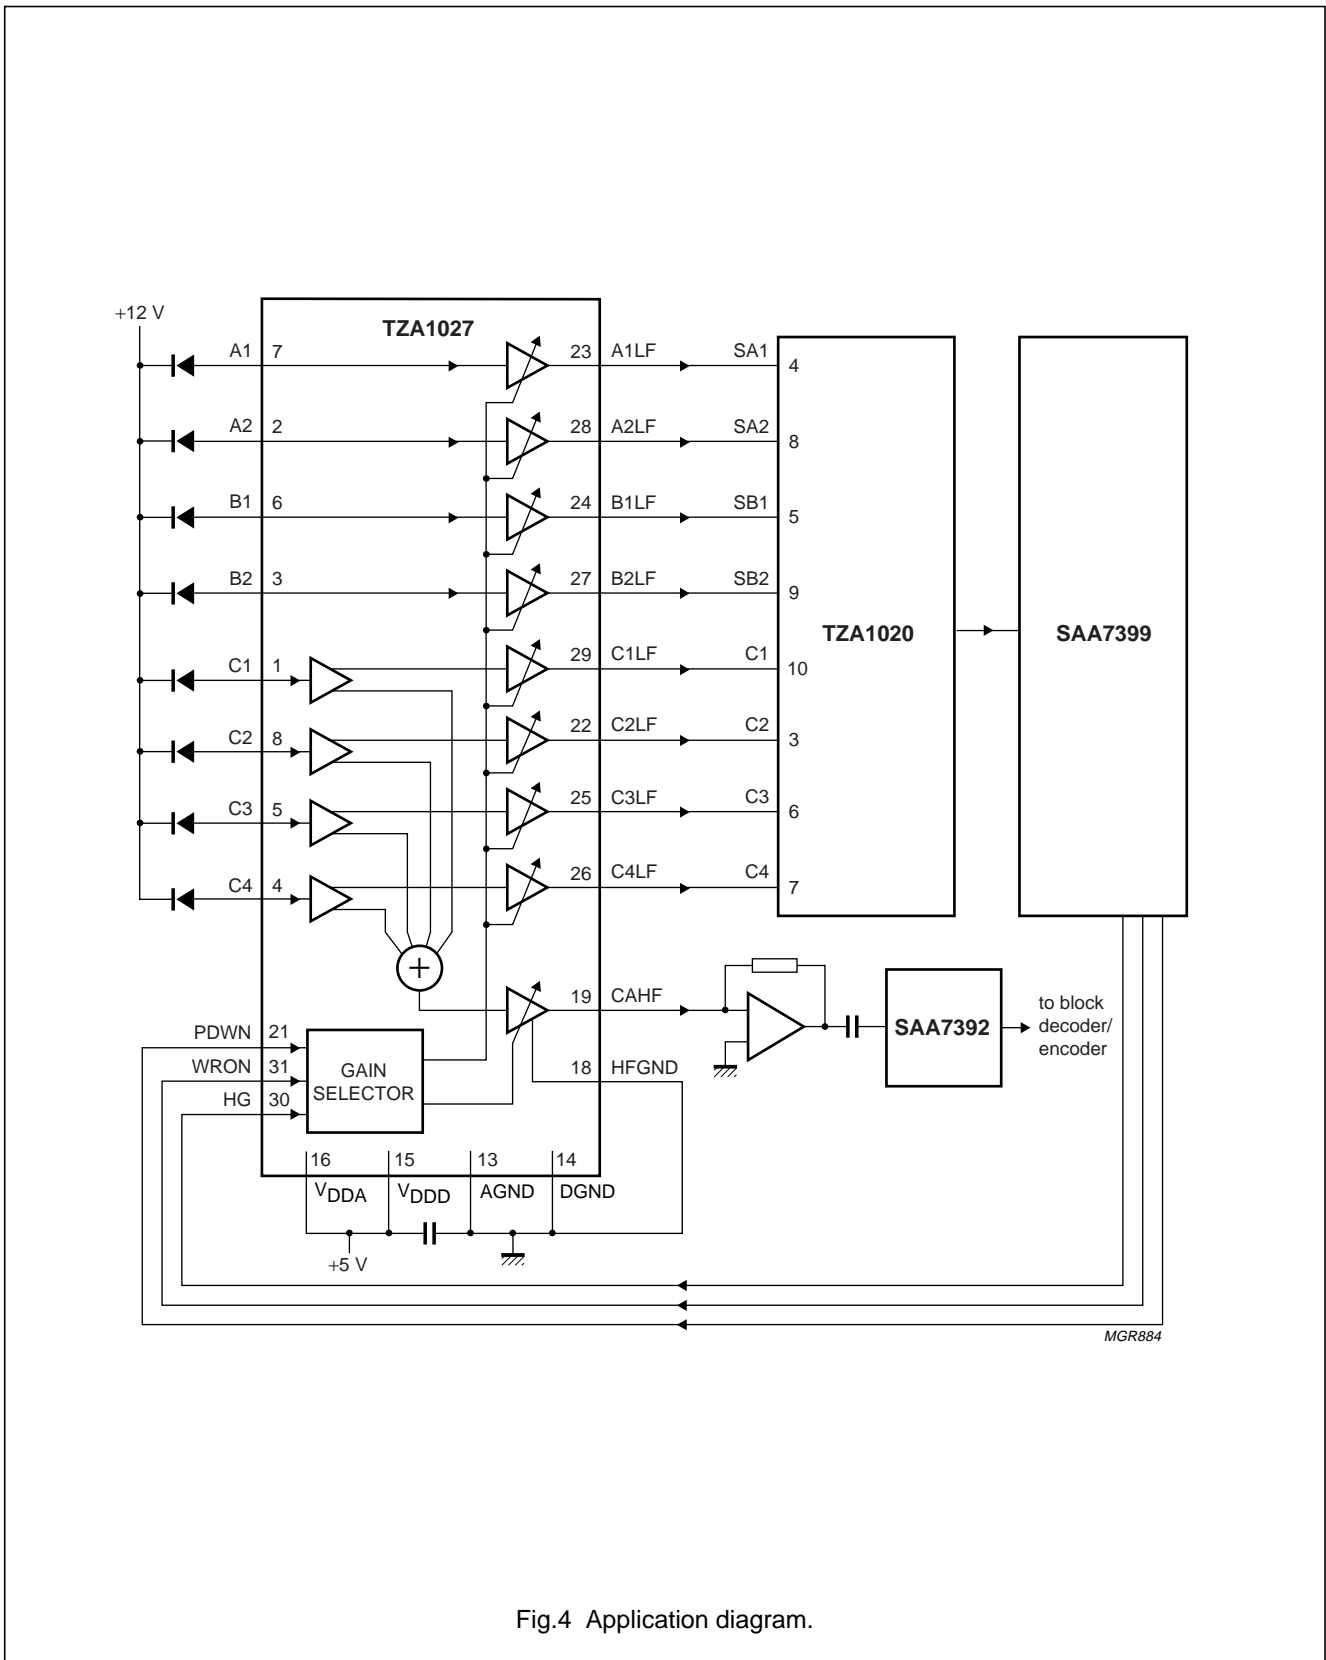 +12 V
TZA1027
A1 7 23 A1LF SA1 4
A2 2 28 A2LF SA2 8
B1 6 24 B1LF SB1 5
B2 3 27 B2LF SB2 9
TZA1020
SAA7399
C1 1 29 C1LF C1 10
C2 8 22 C2LF C2 3
C3 5 25 C3LF C3 6
C4 4 26 C4LF C4 7
+
19 CAHF
SAA7392
to block
decoder/
encoder
PDWN 21
WRON 31
HG 30
GAIN
SELECTOR
18 HFGND
16 15 13 14
VDDA VDDD AGND DGND
+5 V
MGR884
Fig.4 Application diagram.